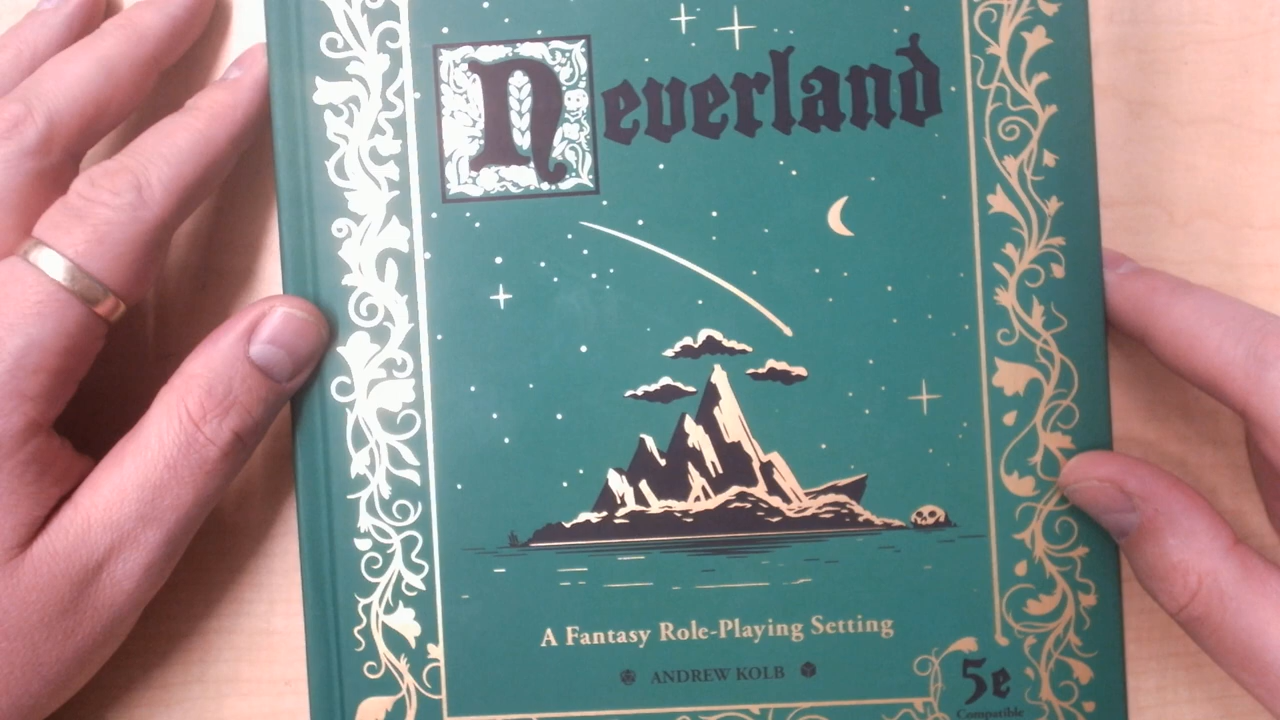 Neverland
A Fantasy Role-Playing Setting
ANDREW KOLB
5e
Compatible